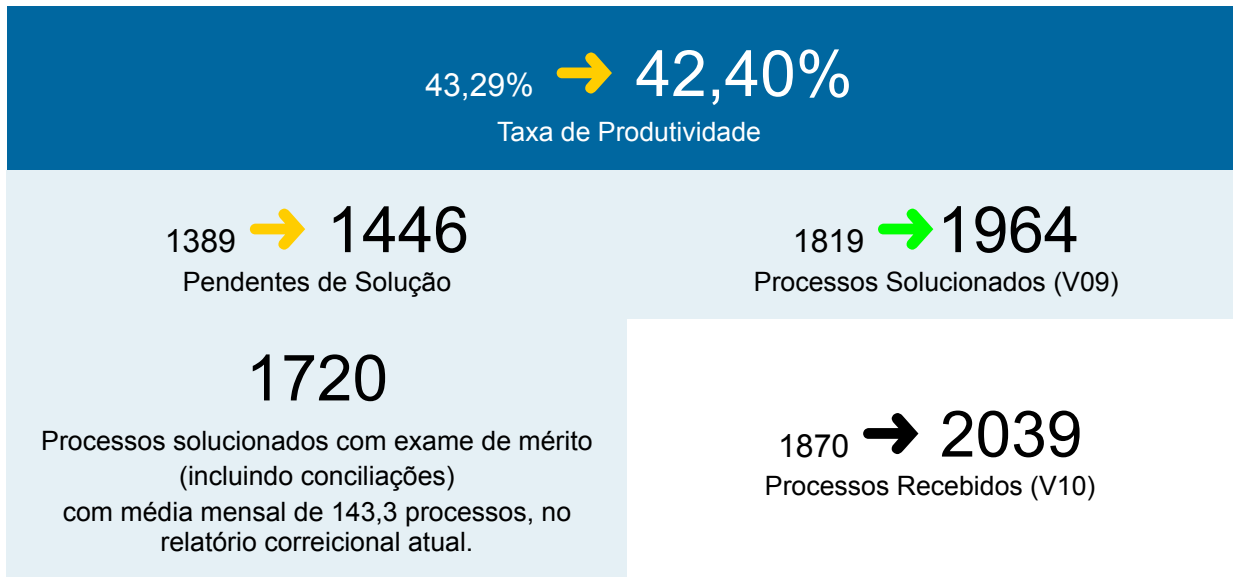 43,29% ➔ 42,40%
Taxa de Produtividade
1389 ➔ 1446
Pendentes de Solução
1819 ➔ 1964
Processos Solucionados (V09)
1720
Processos solucionados com exame de mérito
(incluindo conciliações)
com média mensal de 143,3 processos, no
relatório correicional atual.
1870 ➔ 2039
Processos Recebidos (V10)